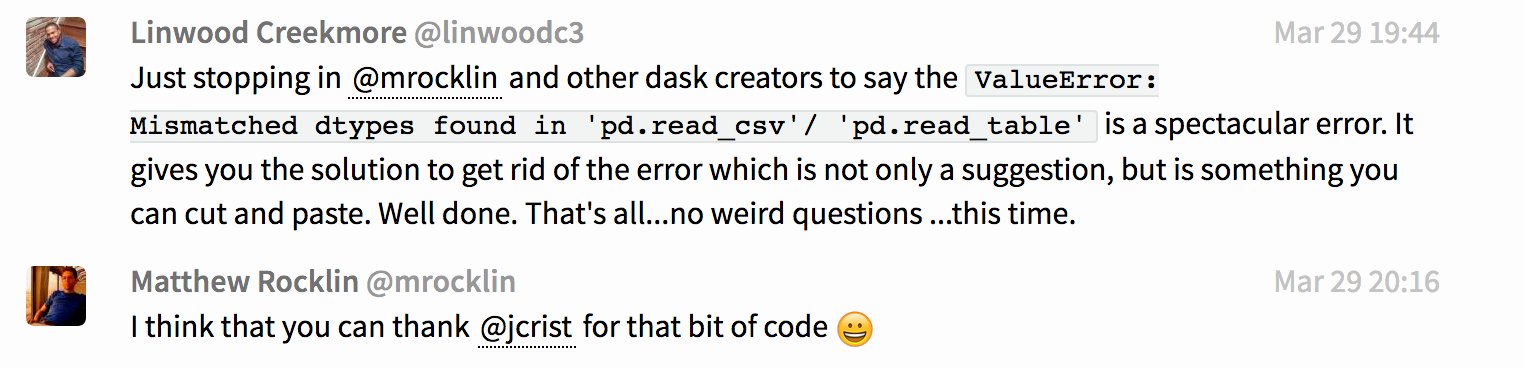 Linwood Creekmore @linwoodc3 Mar 29 19:44
Just stopping in @mrocklin and other dask creators to say the ValueError:
Mismatched dtypes found in 'pd.read_csv'/ 'pd.read_table' is a spectacular error. It
gives you the solution to get rid of the error which is not only a suggestion, but is something you
can cut and paste. Well done. That's all...no weird questions ...this time.
Matthew Rocklin @mrocklin Mar 29 20:16
I think that you can thank @jcrist for that bit of code 😀